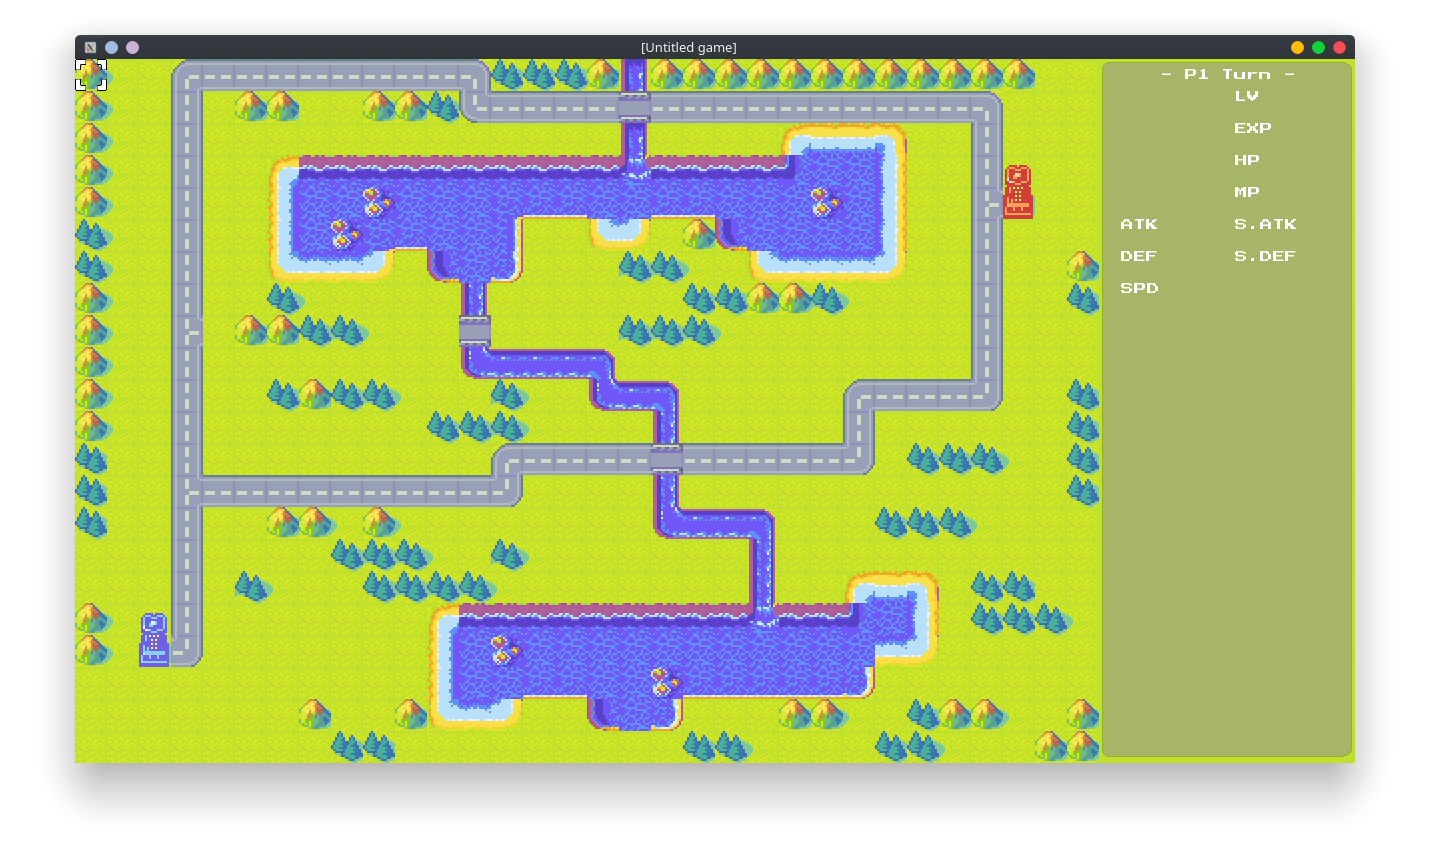 [Untitled game]
- P1 Turn -
LV
EXP
HP
MP
ATK S.ATK
DEF S.DEF
SPD